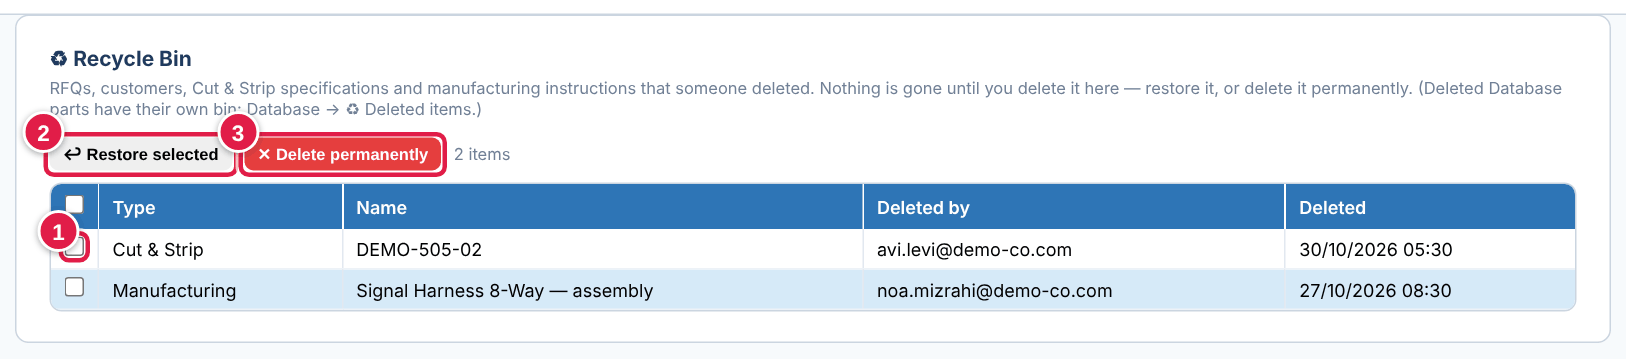 ♻ Recycle Bin
RFQs, customers, Cut & Strip specifications and manufacturing instructions that someone deleted. Nothing is gone until you delete it here — restore it, or delete it permanently. (Deleted Database
parts have their own bin: Database → ♻ Deleted items.)
2 3
↩ Restore selected ✕ Delete permanently 2 items
Type Name Deleted by Deleted
1
Cut & Strip DEMO-505-02 avi.levi@demo-co.com 30/10/2026 05:30
Manufacturing Signal Harness 8-Way — assembly noa.mizrahi@demo-co.com 27/10/2026 08:30